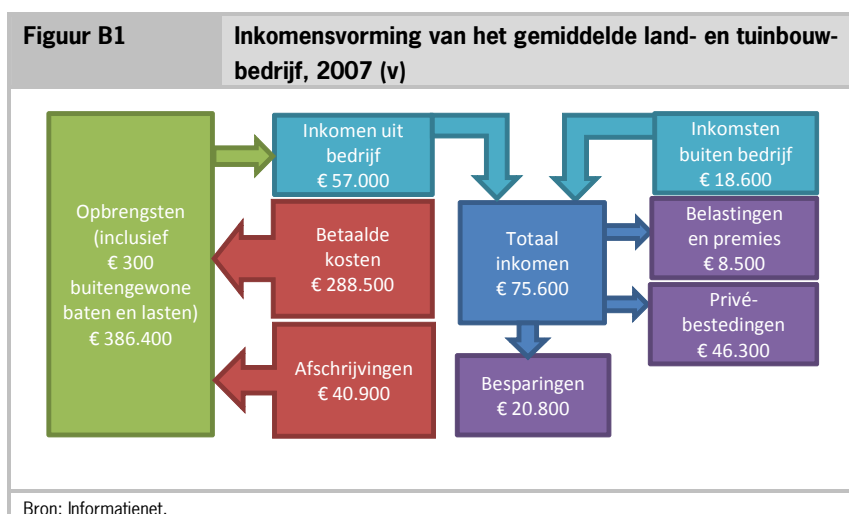 Figuur B1
Inkomensvorming van het gemiddelde land- en tuinbouw-
bedrijf, 2007 (v)
Opbrengsten
(inclusief
€ 300
buitengewone
baten en lasten)
€ 386.400
Inkomen uit
bedrijf
€ 57.000
Betaalde
kosten
€ 288.500
Afschrijvingen
€ 40.900
Totaal
inkomen
€ 75.600
Besparingen
€ 20.800
Inkomsten
buiten bedrijf
€ 18.600
Belastingen
en premies
€ 8.500
Privé-
bestedingen
€ 46.300
Bron: Informatienet.